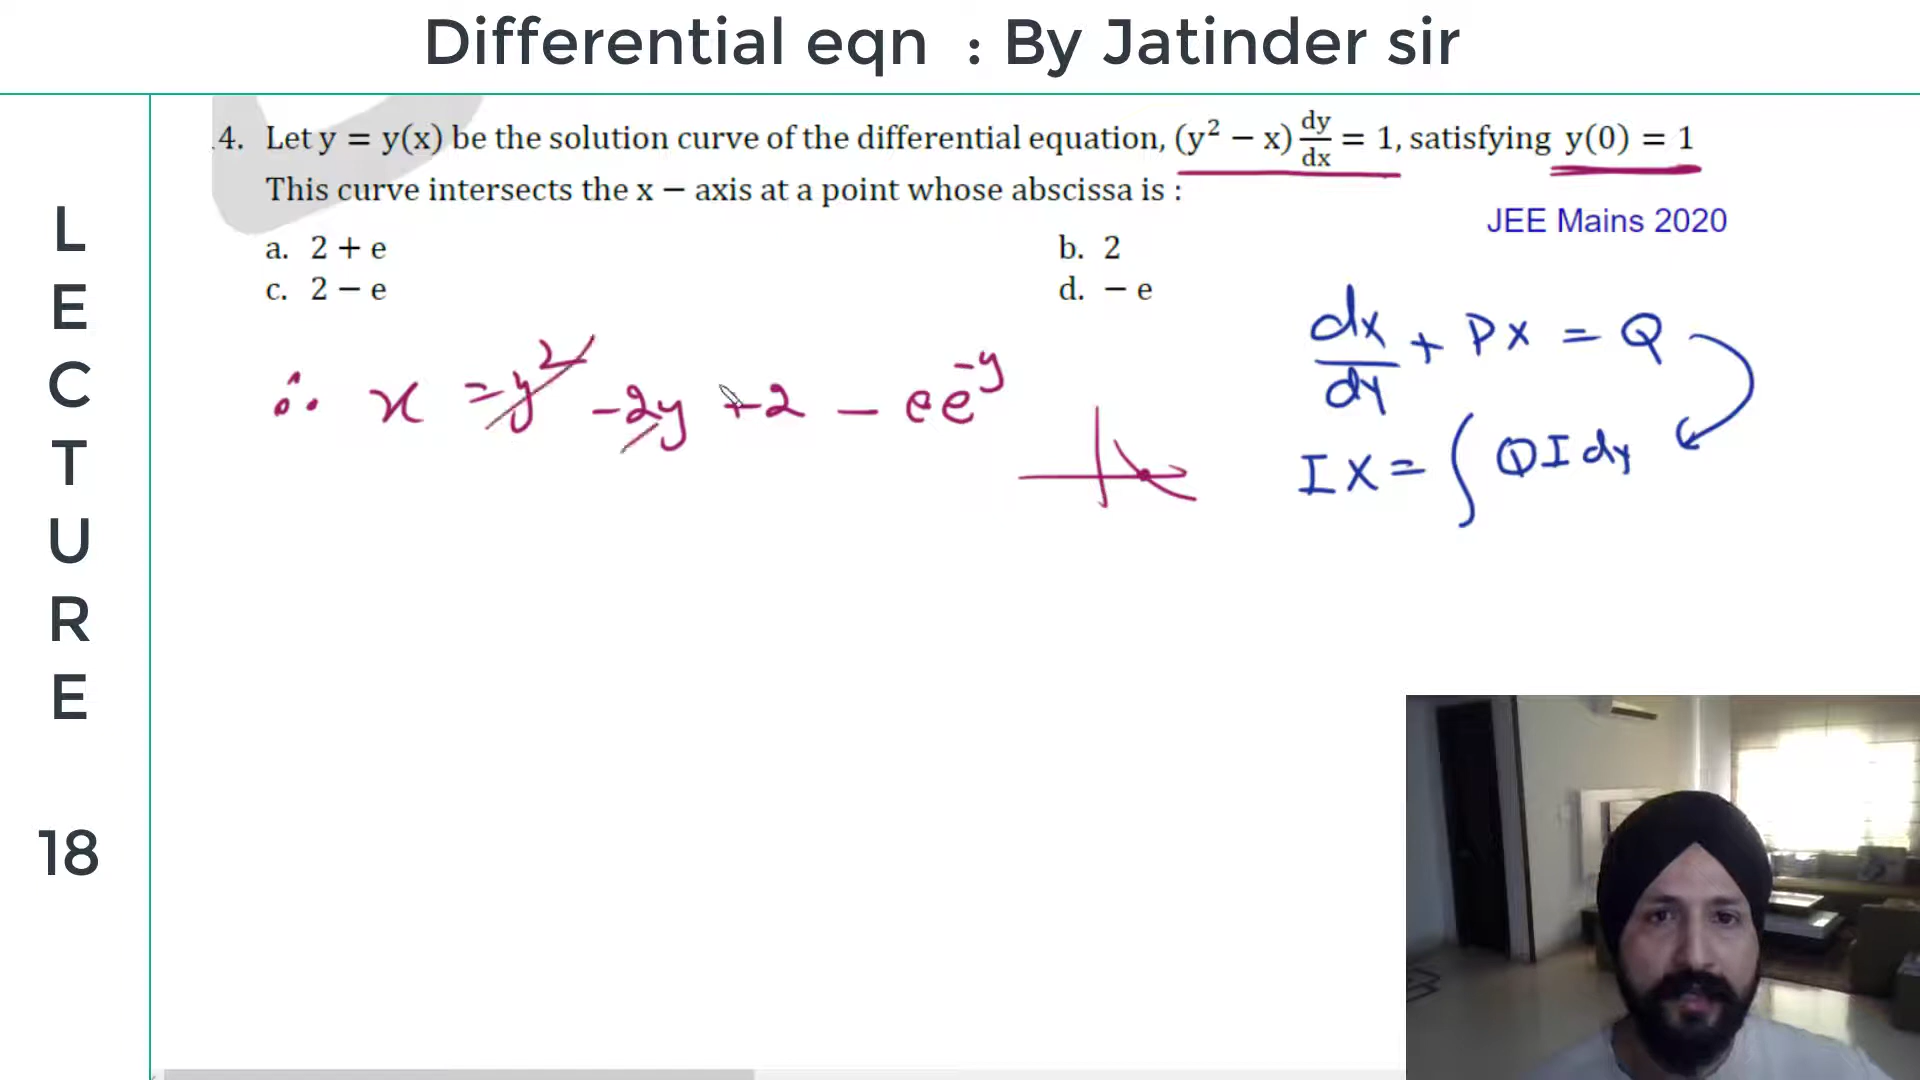 Differential eqn : By Jatinder sir
LECTURE
18
.4. Let y = y(x) be the solution curve of the differential equation, (y² − x) dy/dx = 1, satisfying y(0) = 1
This curve intersects the x − axis at a point whose abscissa is :
JEE Mains 2020
a. 2 + e
b. 2
c. 2 − e
d. − e
∴ x = y² - 2y + 2 - ee^-y
dx/dy + Px = Q
Ix = ∫ QI dy